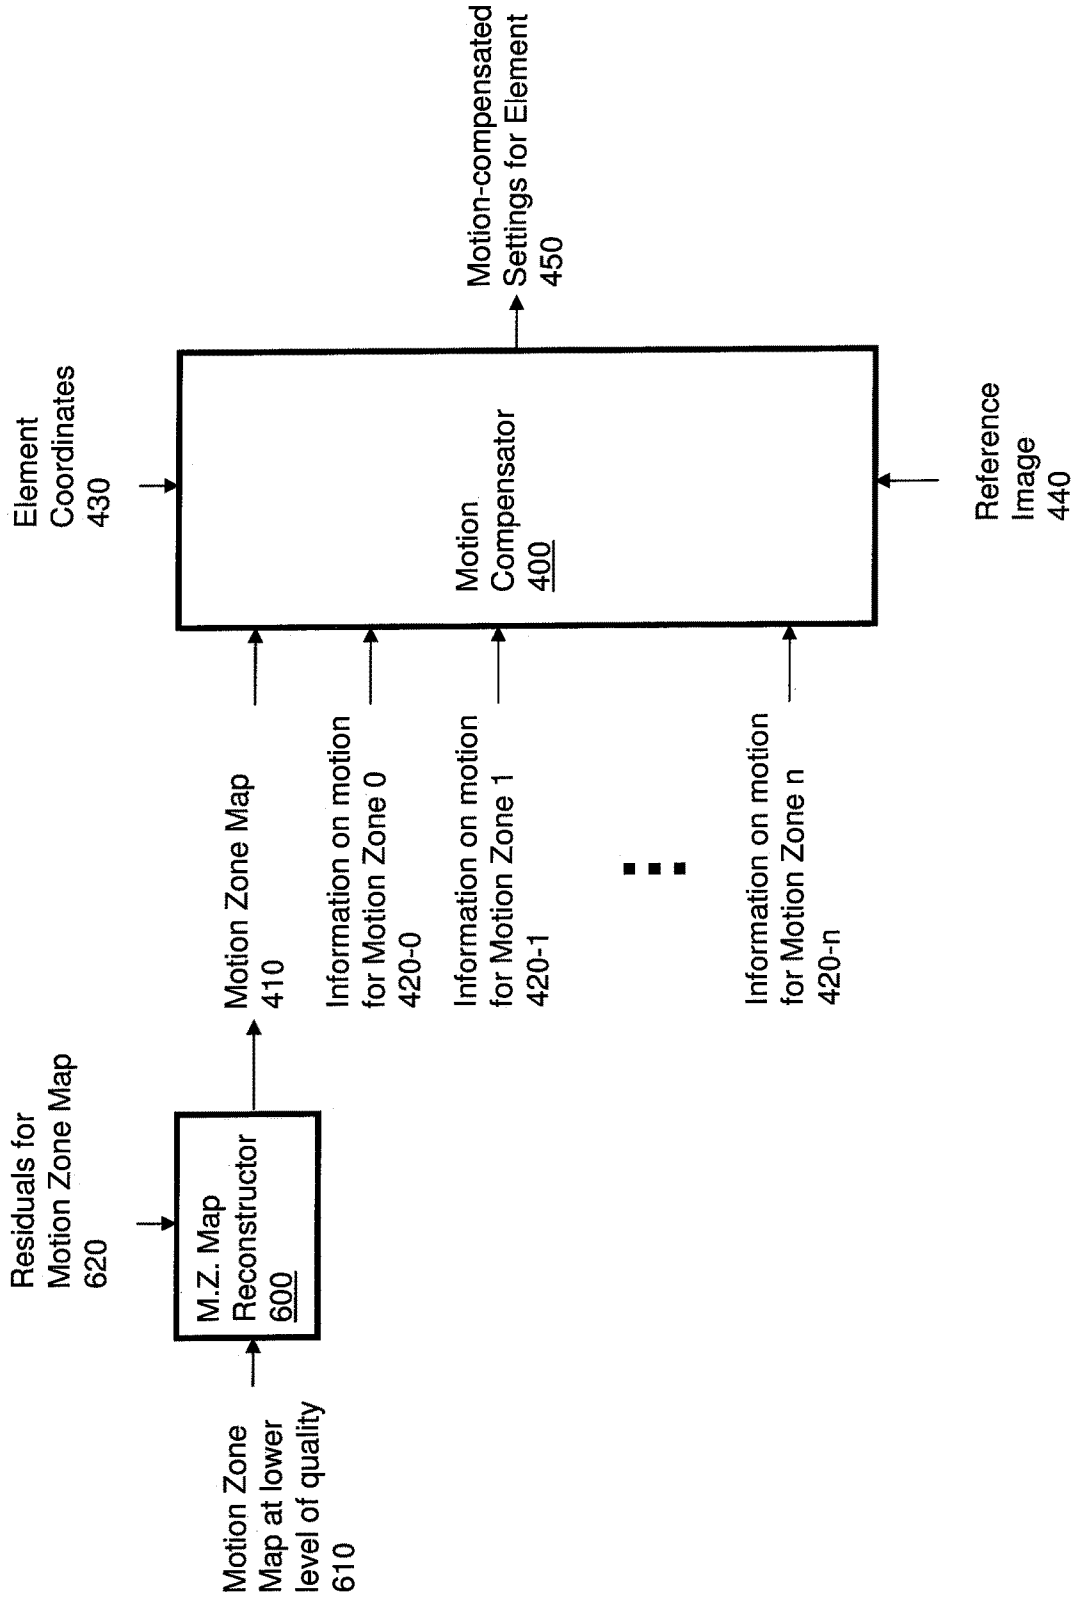 Residuals for
Motion Zone Map
620
Element
Coordinates
430
Motion Zone
Map at lower
level of quality
610
M.Z. Map
Reconstructor
600
Motion Zone Map
410
Information on motion
for Motion Zone 0
420-0
Information on motion
for Motion Zone 1
420-1
Information on motion
for Motion Zone n
420-n
Motion
Compensator
400
Motion-compensated
Settings for Element
450
Reference
Image
440